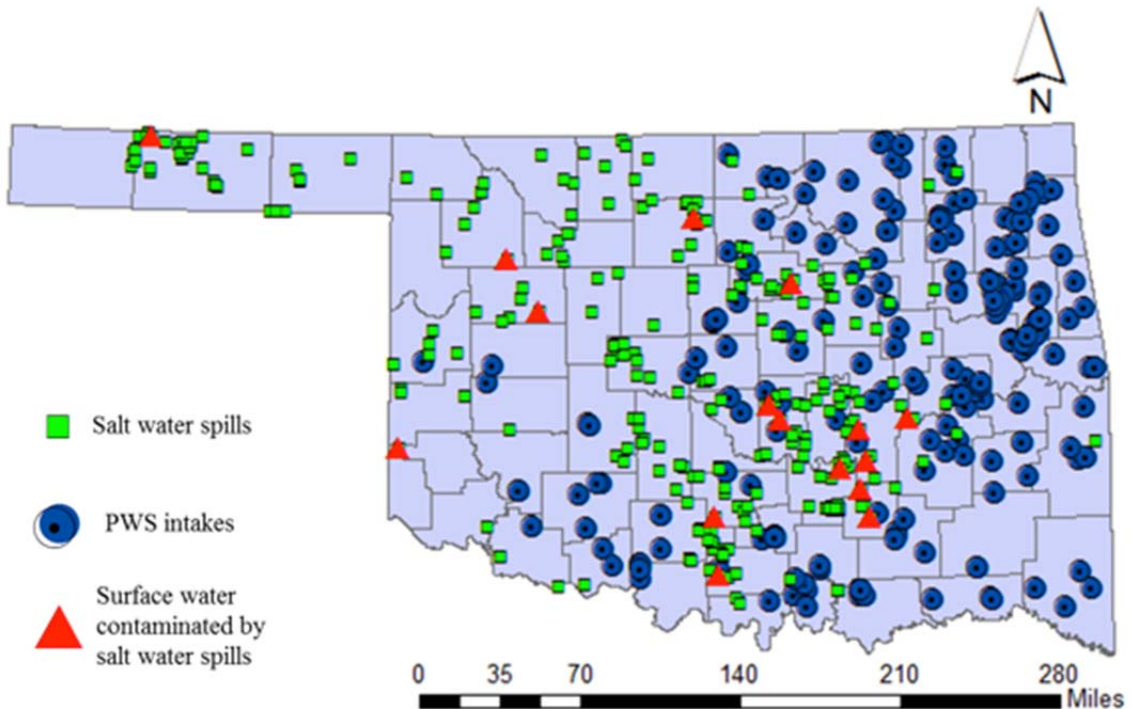 N
Salt water spills
PWS intakes
Surface water
contaminated by
salt water spills
0 35 70 140 210 280
Miles